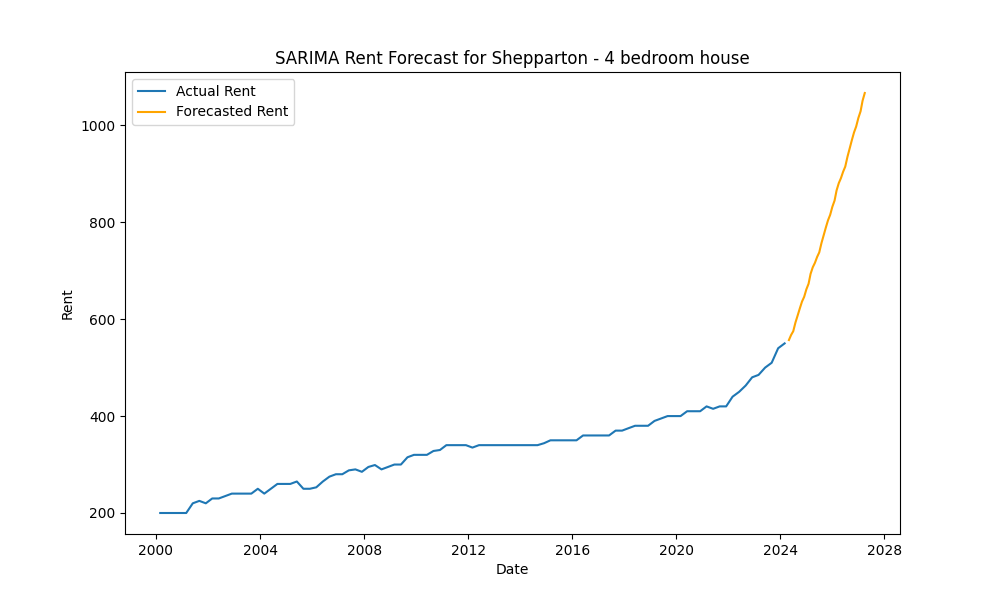 SARIMA Rent Forecast for Shepparton - 4 bedroom house
Actual Rent
Forecasted Rent
1000
800
600
400
200
Rent
2000 2004 2008 2012 2016 2020 2024 2028
Date